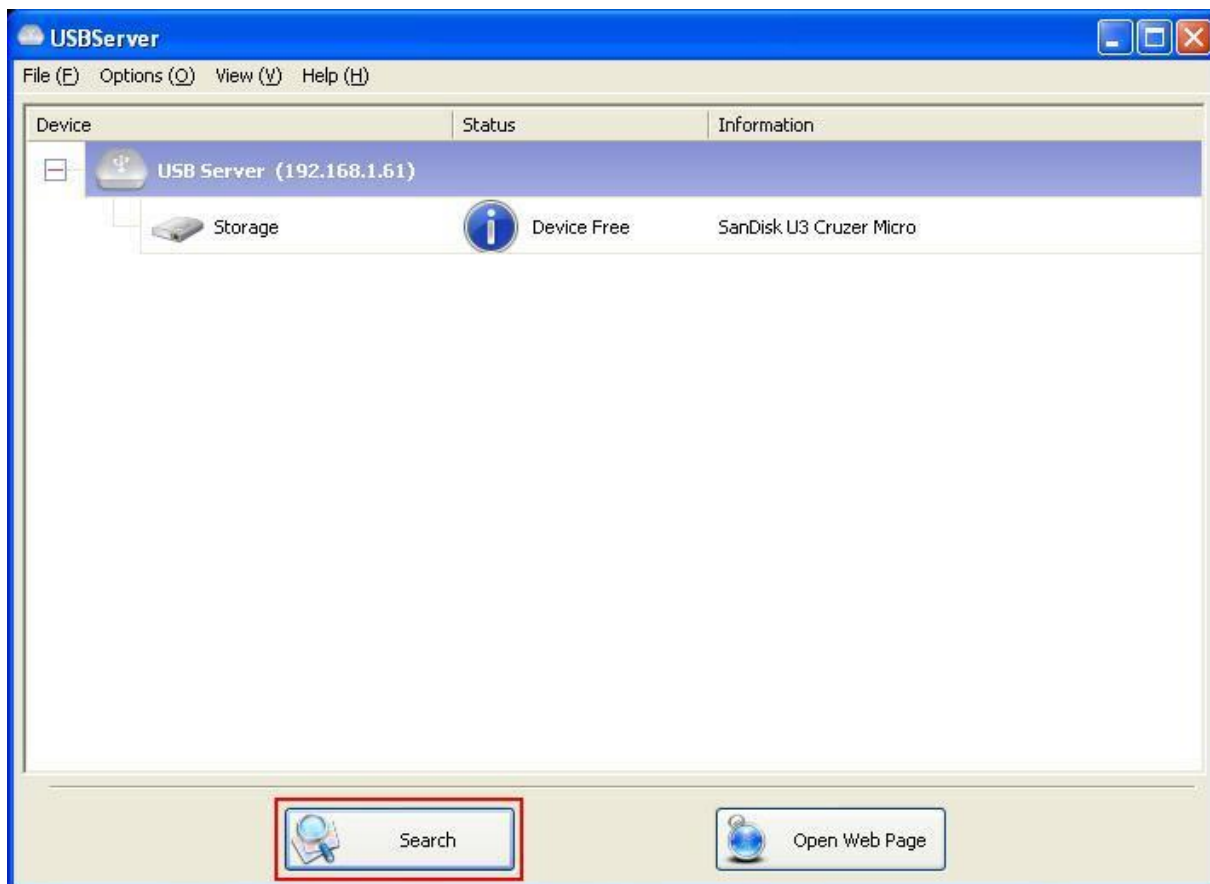 USBServer
File (F) Options (O) View (V) Help (H)
Device Status Information
USB Server (192.168.1.61)
Storage Device Free SanDisk U3 Cruzer Micro
Search Open Web Page